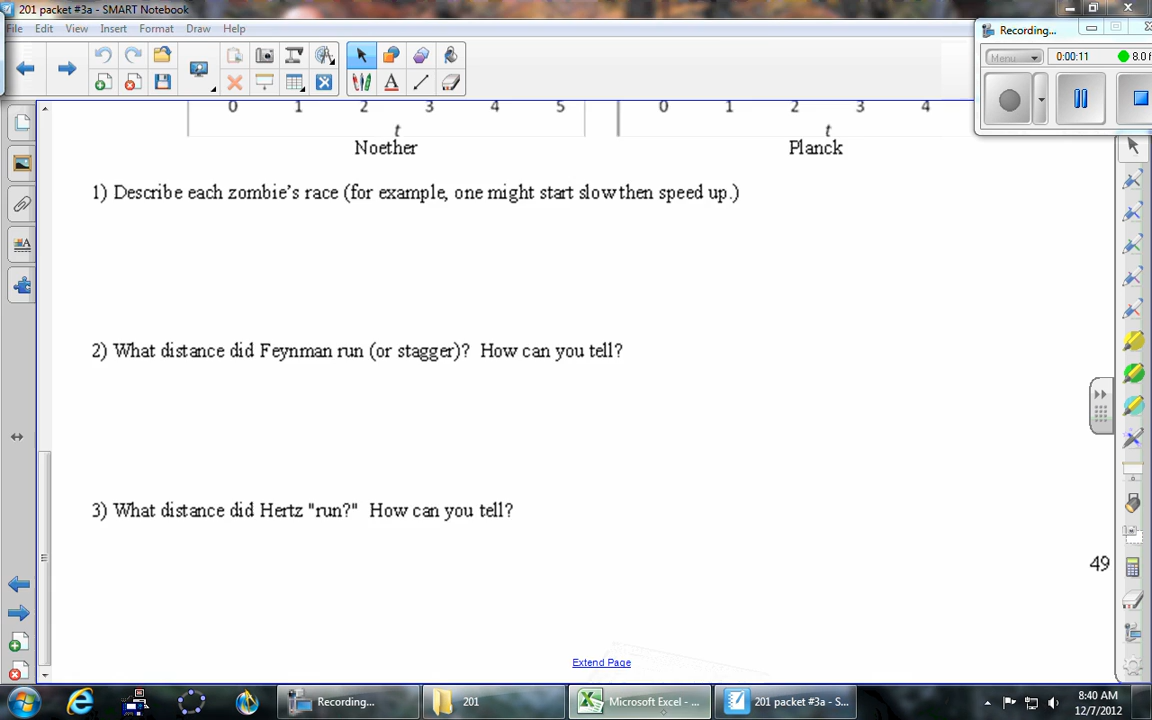 201 packet #3a - SMART Notebook
File Edit View Insert Format Draw Help
Recording...
Menu
0:00:11
8.0 f
0 1 2 3 4 5
0 1 2 3 4
t
t
Noether
Planck
1) Describe each zombie's race (for example, one might start slow then speed up.)
2) What distance did Feynman run (or stagger)? How can you tell?
3) What distance did Hertz "run?" How can you tell?
49
Extend Page
Recording...
201
Microsoft Excel - ...
201 packet #3a - S...
8:40 AM
12/7/2012